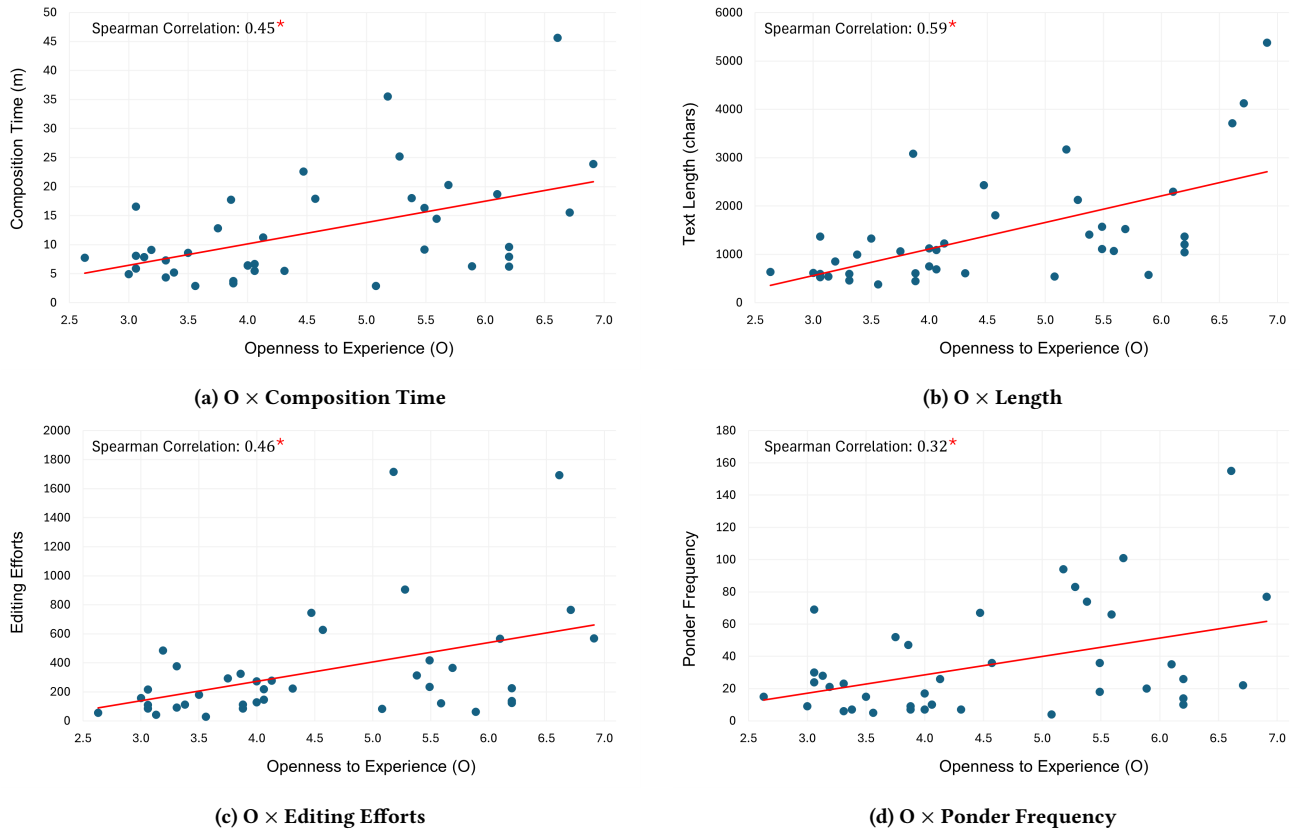 Spearman Correlation: 0.45*
50
45
40
35
30
25
20
15
10
5
0
Composition Time (m)
2.5 3.0 3.5 4.0 4.5 5.0 5.5 6.0 6.5 7.0
Openness to Experience (O)
(a) O × Composition Time
Spearman Correlation: 0.59*
6000
5000
4000
3000
2000
1000
0
Text Length (chars)
2.5 3.0 3.5 4.0 4.5 5.0 5.5 6.0 6.5 7.0
Openness to Experience (O)
(b) O × Length
Spearman Correlation: 0.46*
2000
1800
1600
1400
1200
1000
800
600
400
200
0
Editing Efforts
2.5 3.0 3.5 4.0 4.5 5.0 5.5 6.0 6.5 7.0
Openness to Experience (O)
(c) O × Editing Efforts
Spearman Correlation: 0.32*
180
160
140
120
100
80
60
40
20
0
Ponder Frequency
2.5 3.0 3.5 4.0 4.5 5.0 5.5 6.0 6.5 7.0
Openness to Experience (O)
(d) O × Ponder Frequency